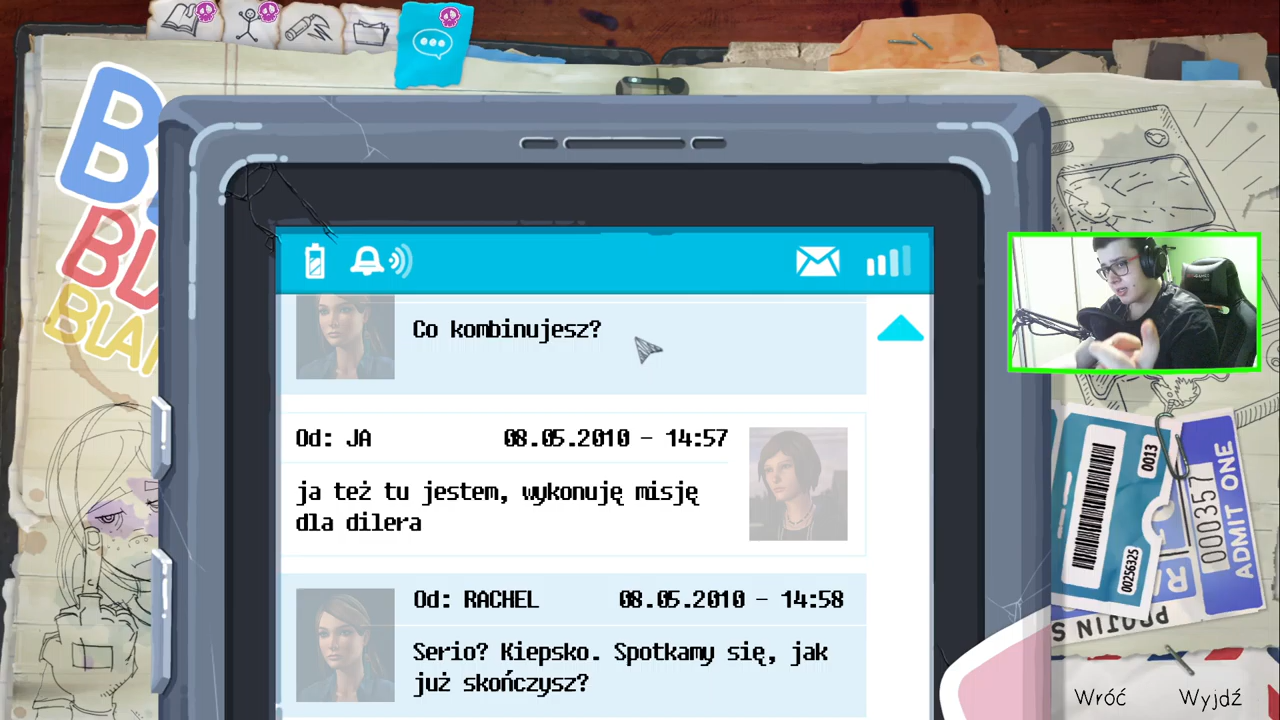 Co kombinujesz?
Od: JA 08.05.2010 - 14:57
ja też tu jestem, wykonuję misję
dla dilera
Od: RACHEL 08.05.2010 - 14:58
Serio? Kiepsko. Spotkamy się, jak
już skończysz?
0013
00256325
000357
ADMIT ONE
Wróć Wyjdź